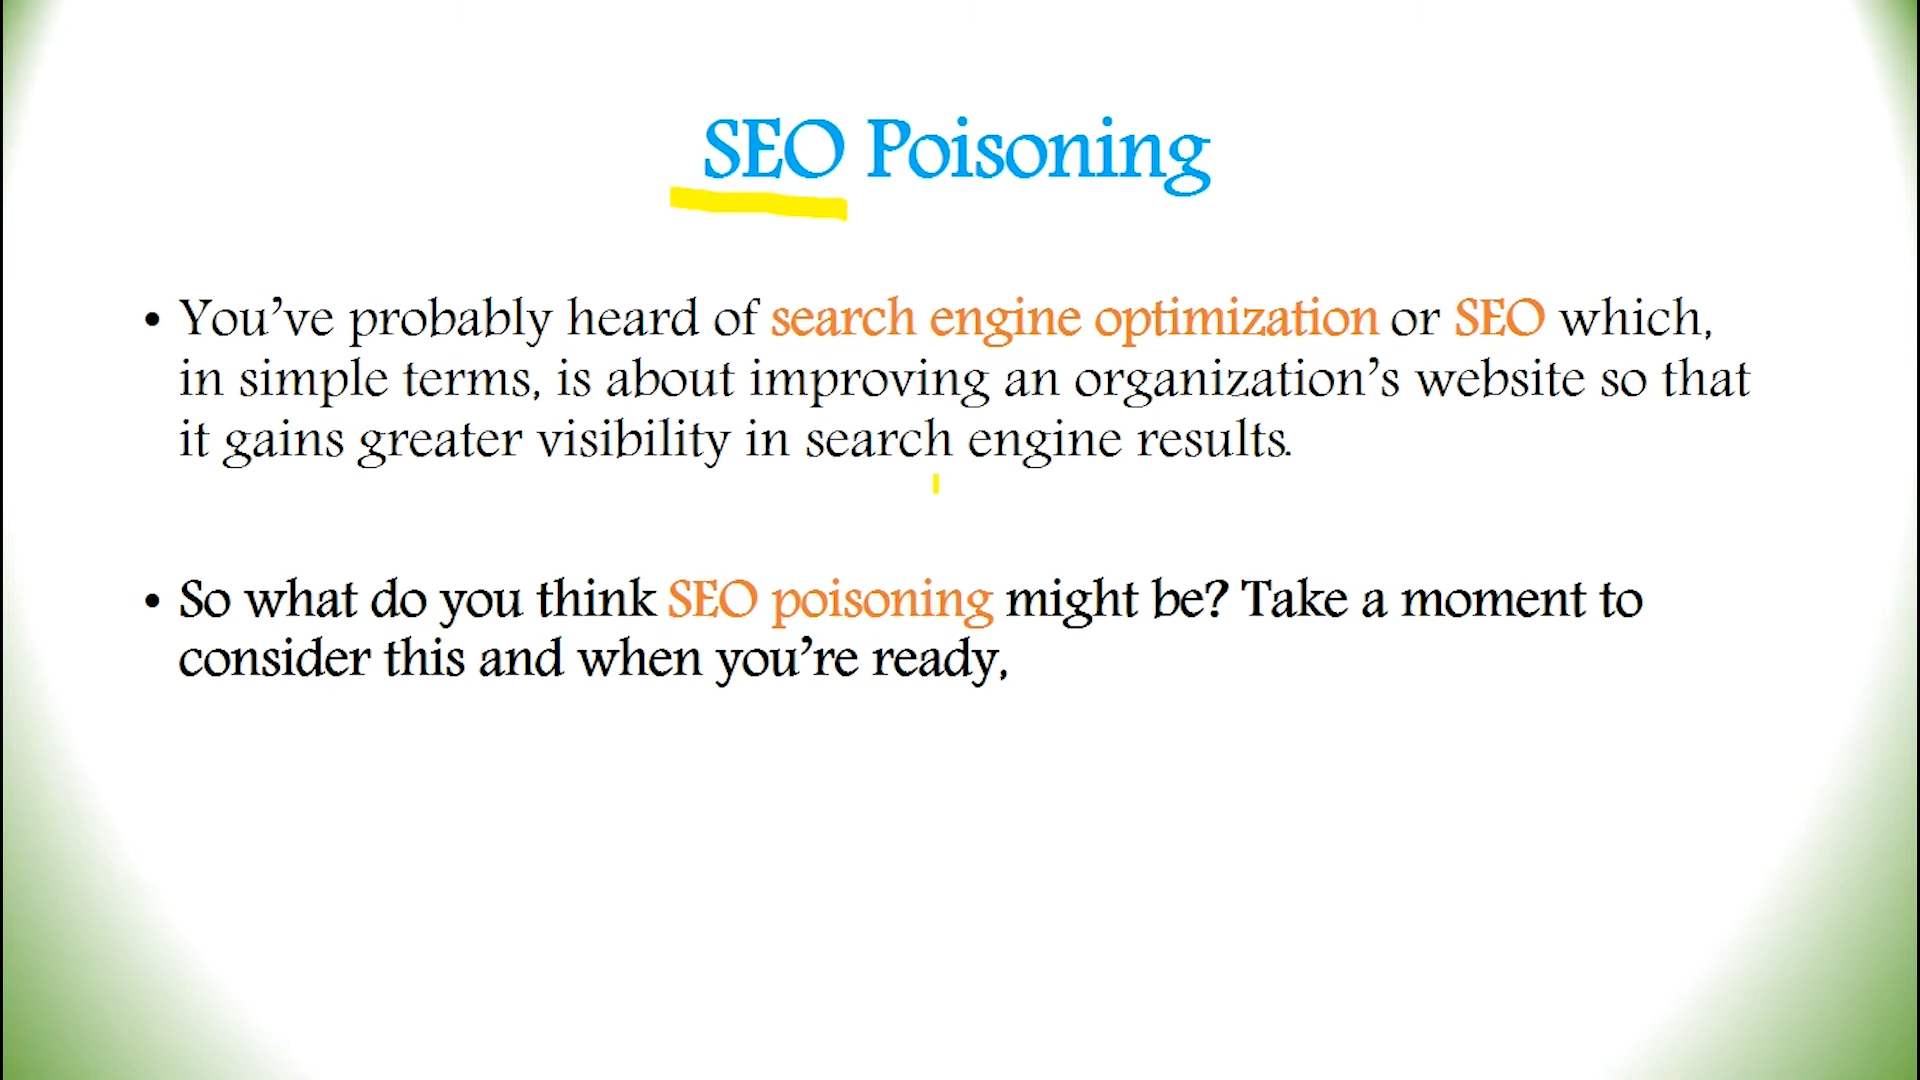 SEO Poisoning
• You’ve probably heard of search engine optimization or SEO which,
in simple terms, is about improving an organization’s website so that
it gains greater visibility in search engine results.
• So what do you think SEO poisoning might be? Take a moment to
consider this and when you’re ready,